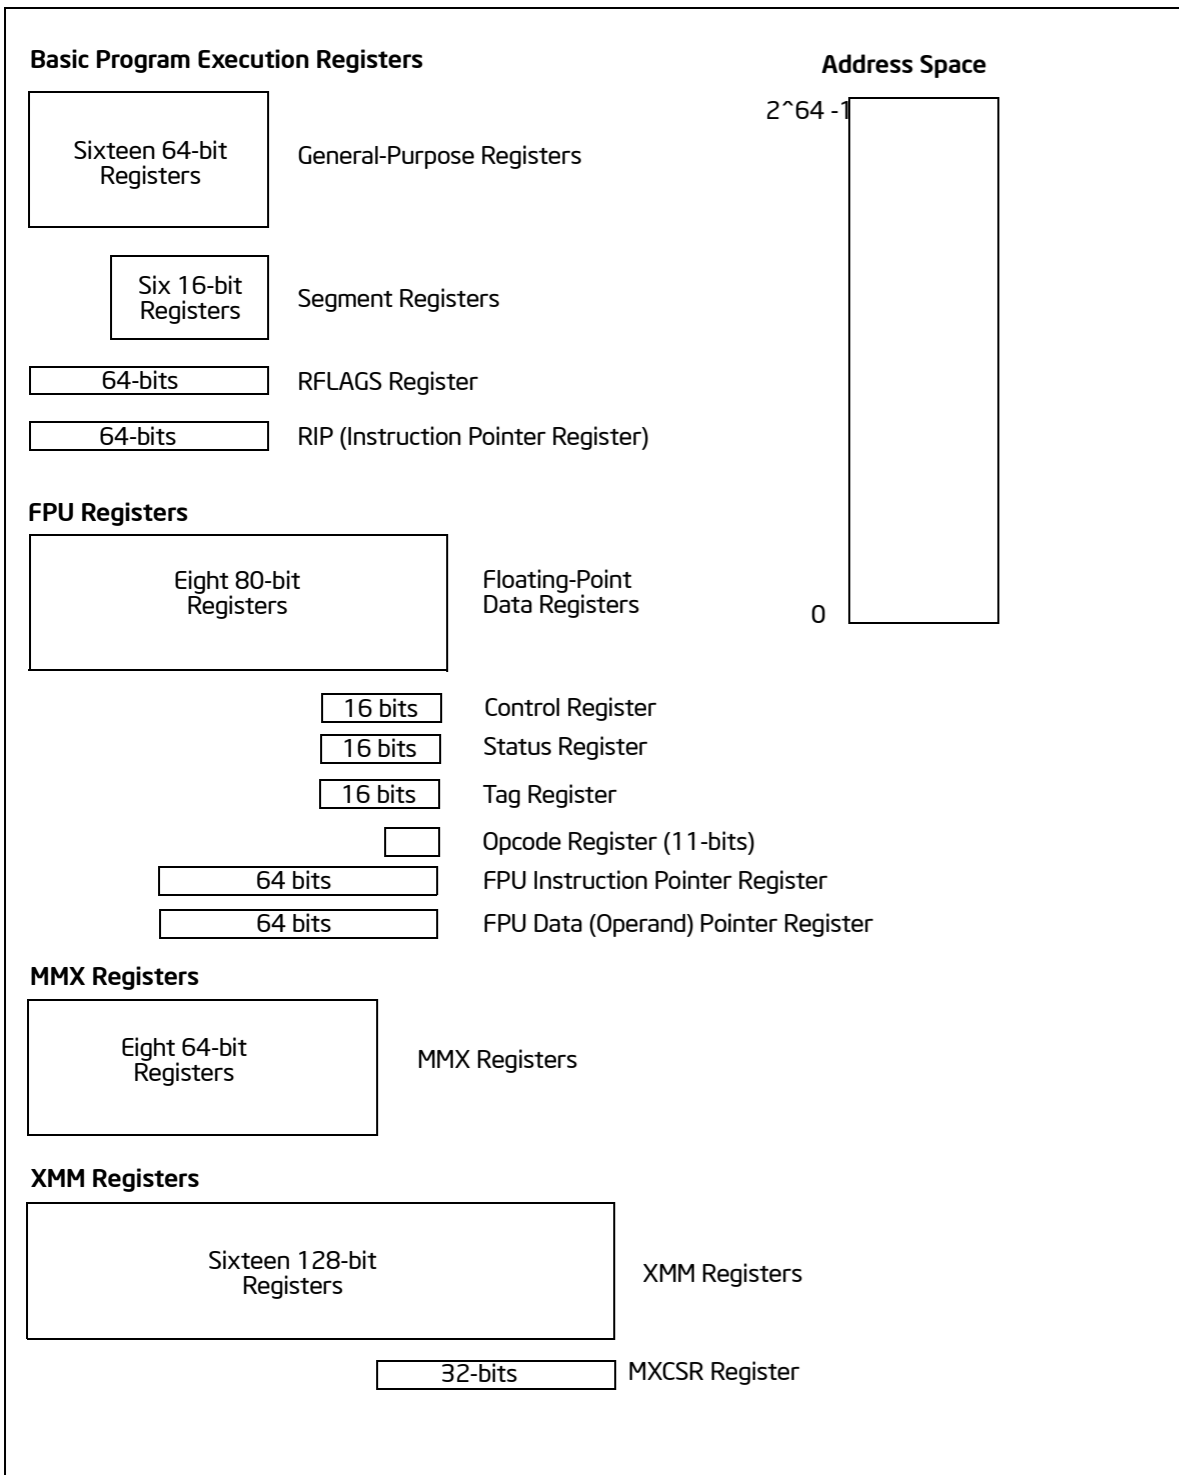 Basic Program Execution Registers
Address Space
2^64 -1
Sixteen 64-bit
Registers
General-Purpose Registers
Six 16-bit
Registers
Segment Registers
64-bits
RFLAGS Register
64-bits
RIP (Instruction Pointer Register)
FPU Registers
Eight 80-bit
Registers
Floating-Point
Data Registers
0
16 bits
Control Register
16 bits
Status Register
16 bits
Tag Register
Opcode Register (11-bits)
64 bits
FPU Instruction Pointer Register
64 bits
FPU Data (Operand) Pointer Register
MMX Registers
Eight 64-bit
Registers
MMX Registers
XMM Registers
Sixteen 128-bit
Registers
XMM Registers
32-bits
MXCSR Register